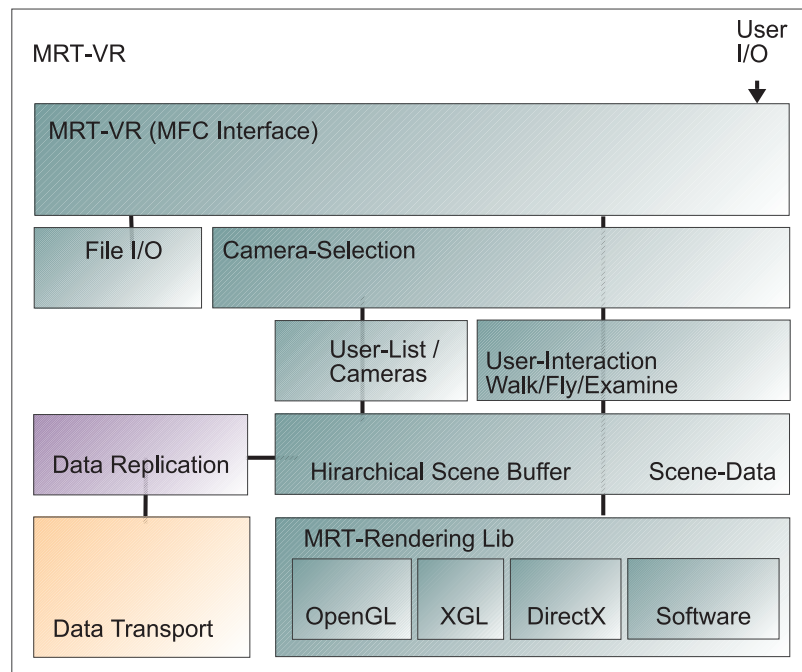 MRT-VR
User
I/O
MRT-VR (MFC Interface)
File I/O
Camera-Selection
User-List /
Cameras
User-Interaction
Walk/Fly/Examine
Data Replication
Hirarchical Scene Buffer
Scene-Data
MRT-Rendering Lib
OpenGL
XGL
DirectX
Software
Data Transport